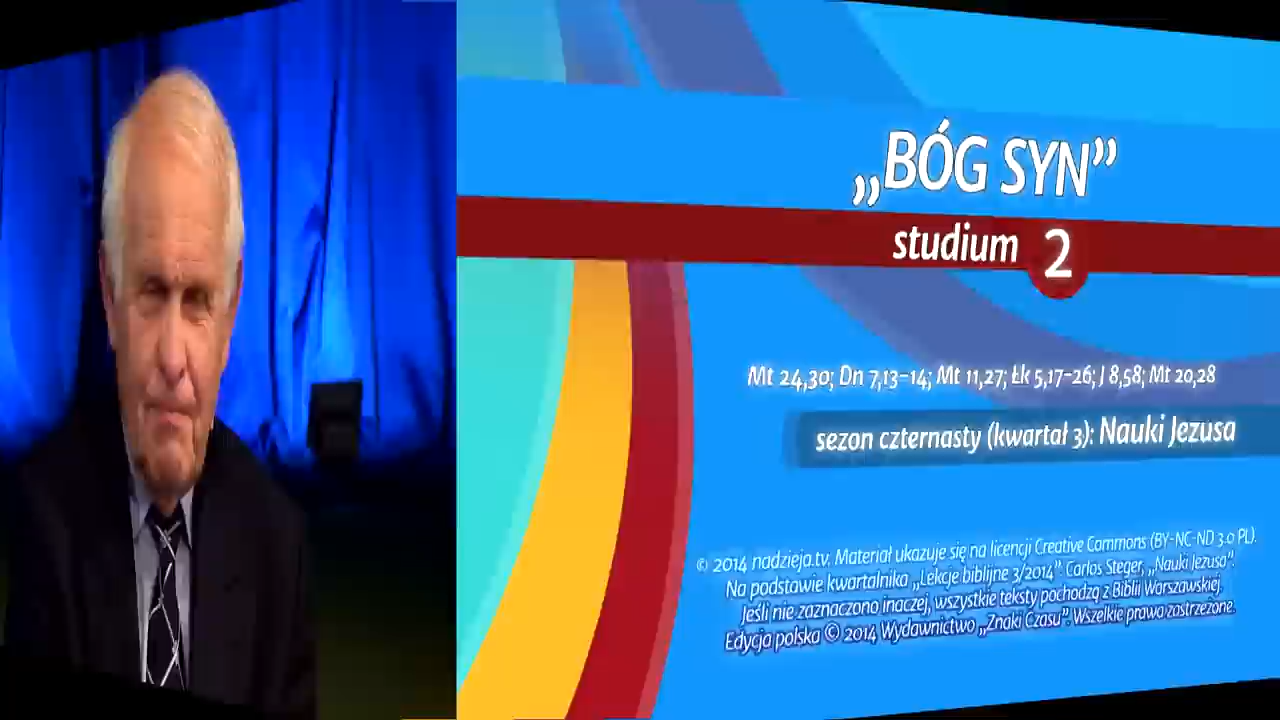 „BÓG SYN”
studium 2
Mt 24,30; Dn 7,13–14; Mt 11,27; Łk 5,17–26; J 8,58; Mt 20,28
sezon czternasty (kwartał 3): Nauki Jezusa
© 2014 nadzieja.tv. Materiał ukazuje się na licencji Creative Commons (BY-NC-ND 3.0 PL).
Na podstawie kwartalnika „Lekcje biblijne 3/2014”. Carlos Steger, „Nauki Jezusa”.
Jeśli nie zaznaczono inaczej, wszystkie teksty pochodzą z Biblii Warszawskiej.
Edycja polska © 2014 Wydawnictwo „Znaki Czasu”. Wszelkie prawa zastrzeżone.